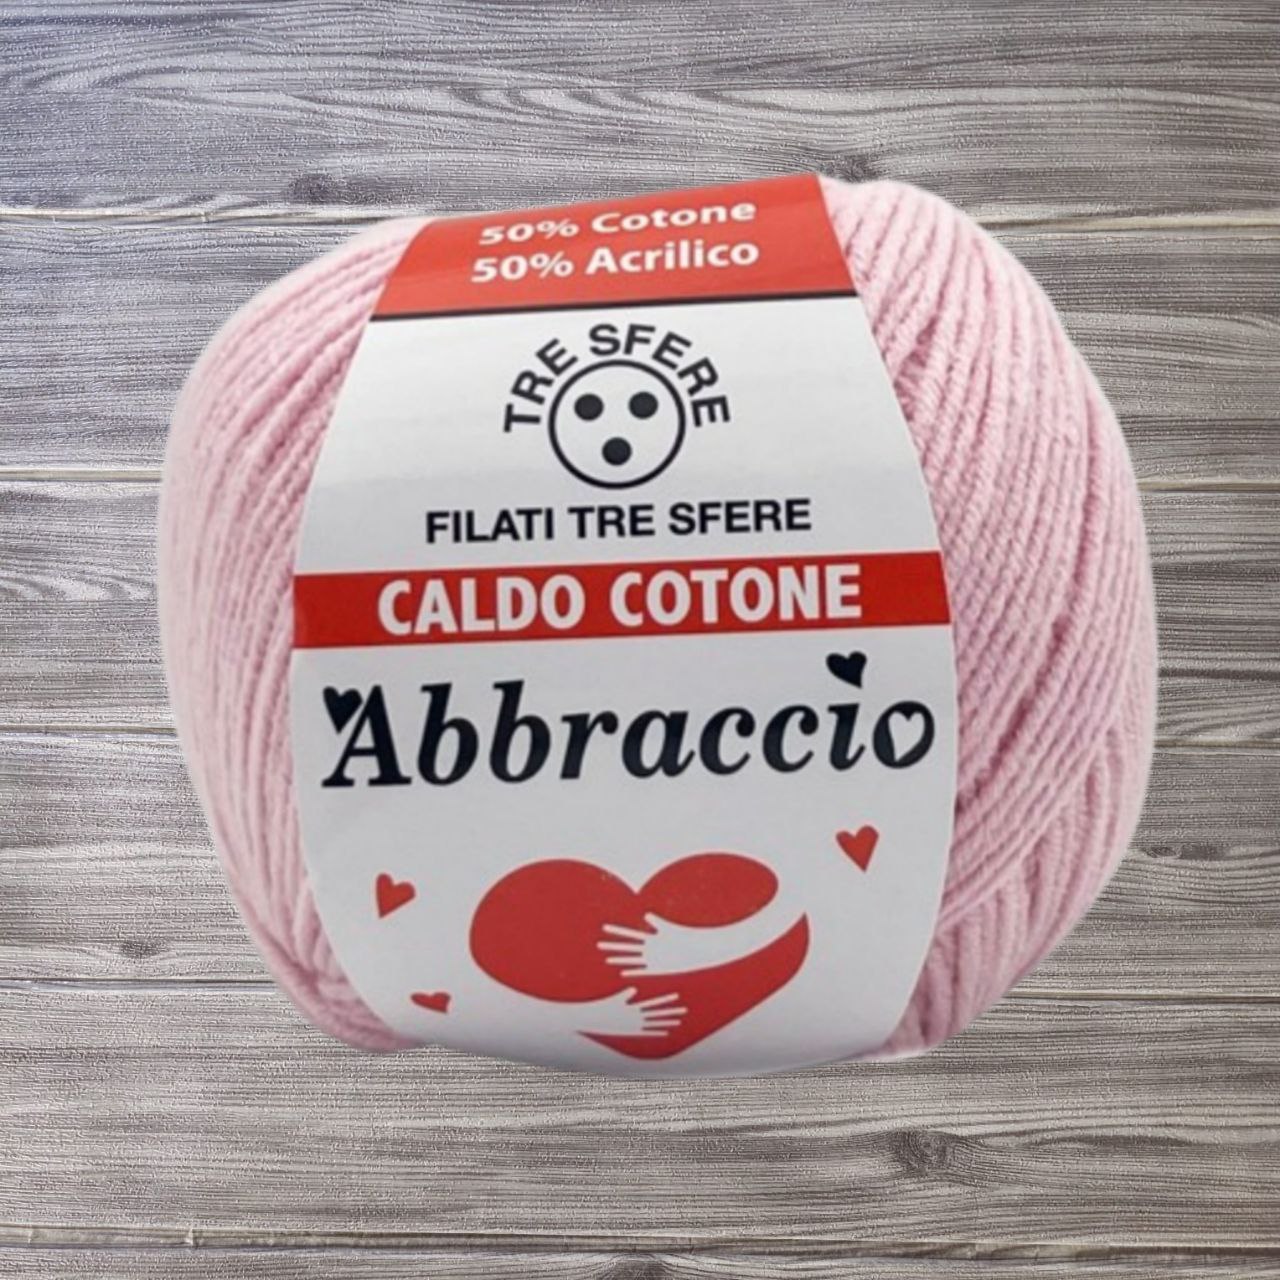 50% Cotone
50% Acrilico
TRE SFERE
FILATI TRE SFERE
CALDO COTONE
Abbraccio